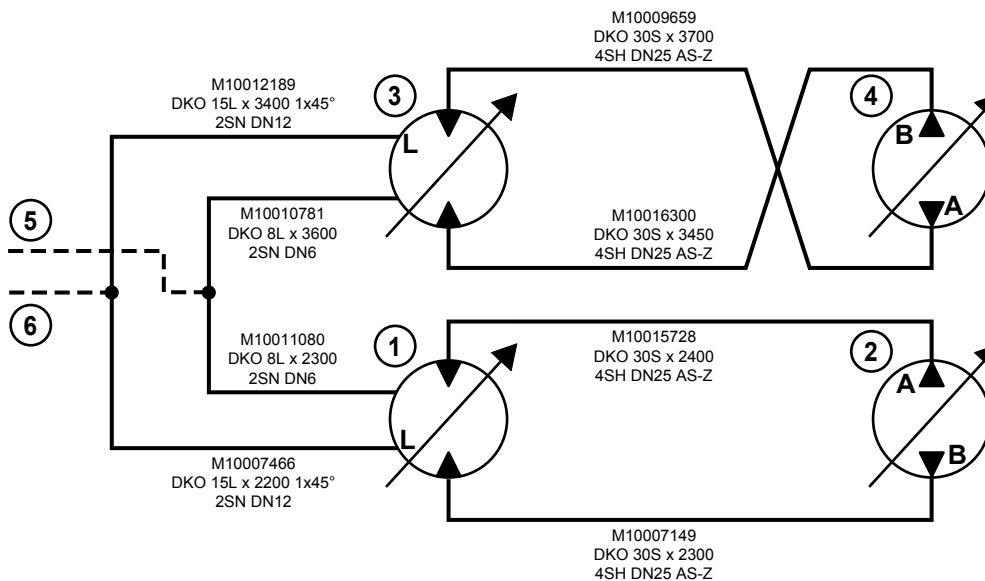 M10009659
DKO 30S x 3700
4SH DN25 AS-Z
M10012189
DKO 15L x 3400 1x45°
2SN DN12
3
4
L
B
A
M10010781
DKO 8L x 3600
2SN DN6
M10016300
DKO 30S x 3450
4SH DN25 AS-Z
5
6
M10011080
DKO 8L x 2300
2SN DN6
1
M10015728
DKO 30S x 2400
4SH DN25 AS-Z
2
A
L
B
M10007466
DKO 15L x 2200 1x45°
2SN DN12
M10007149
DKO 30S x 2300
4SH DN25 AS-Z